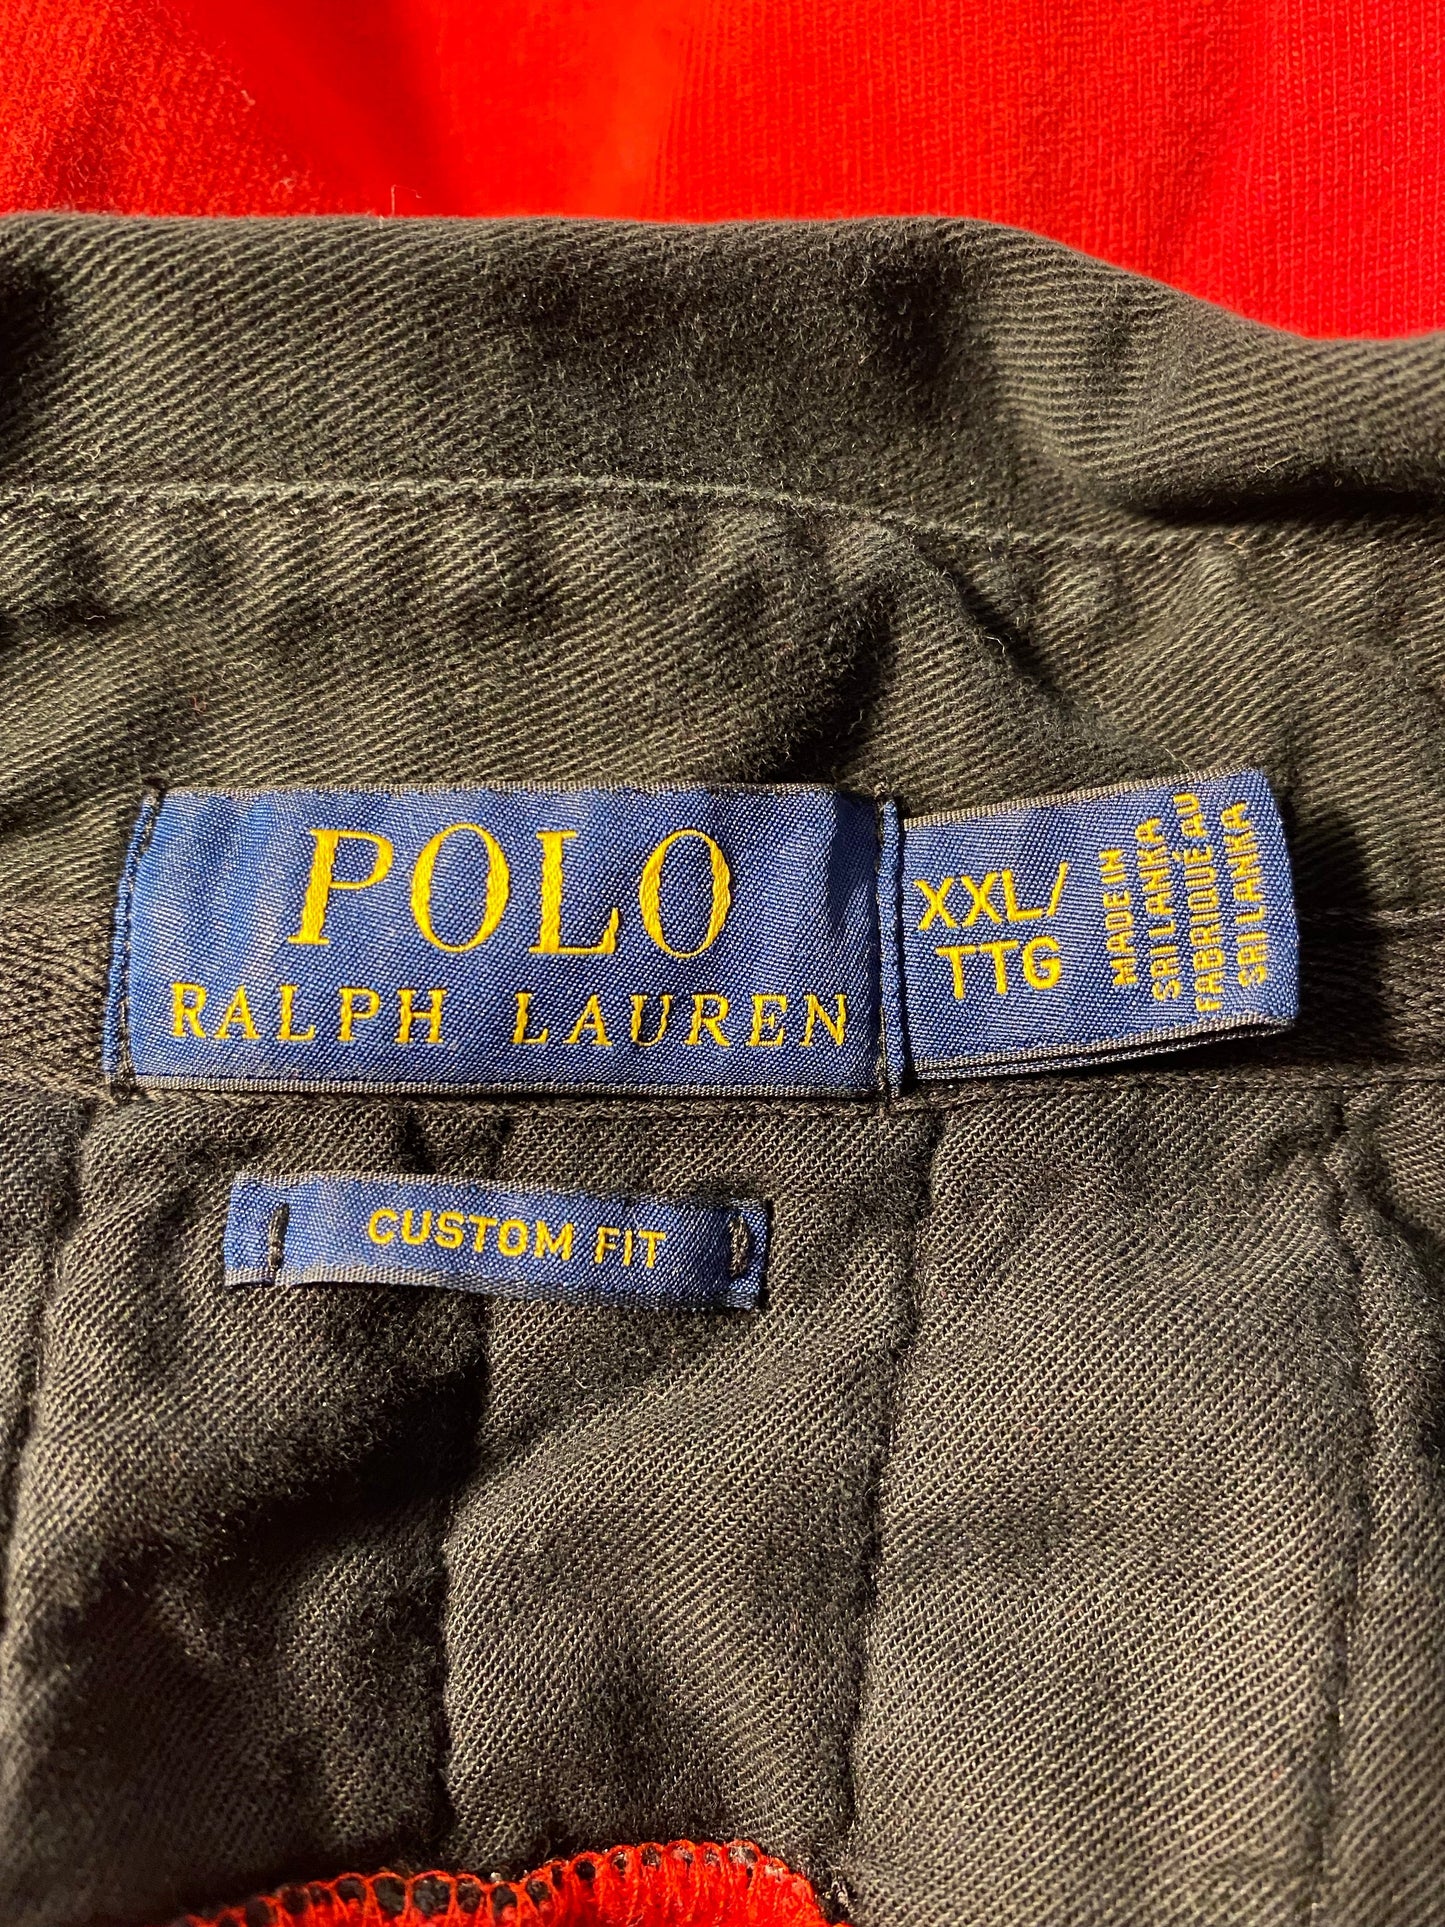 POLO
RALPH LAUREN
XXL/
TTG
MADE IN
SRI LANKA
FABRIQUÉ AU
SRI LANKA
CUSTOM FIT